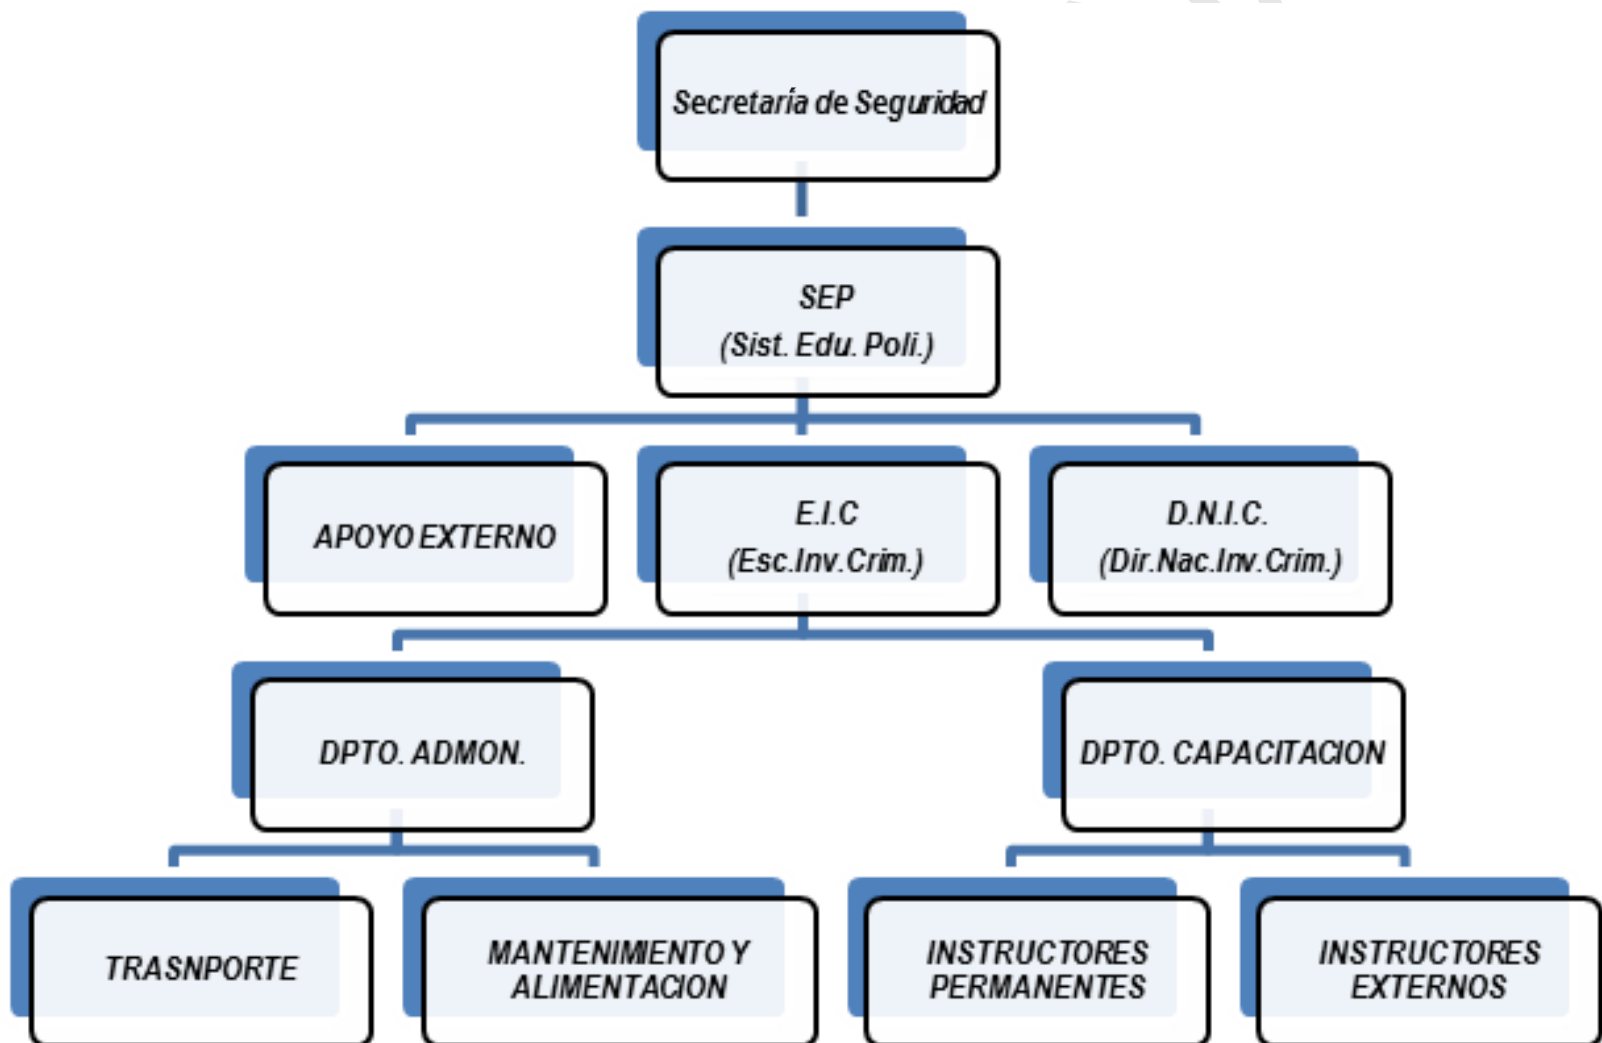 Secretaría de Seguridad
SEP
(Sist. Edu. Poli.)
APOYO EXTERNO
E.I.C
(Esc.Inv.Crim.)
D.N.I.C.
(Dir.Nac.Inv.Crim.)
DPTO. ADMON.
DPTO. CAPACITACION
TRASNPORTE
MANTENIMIENTO Y
ALIMENTACION
INSTRUCTORES
PERMANENTES
INSTRUCTORES
EXTERNOS